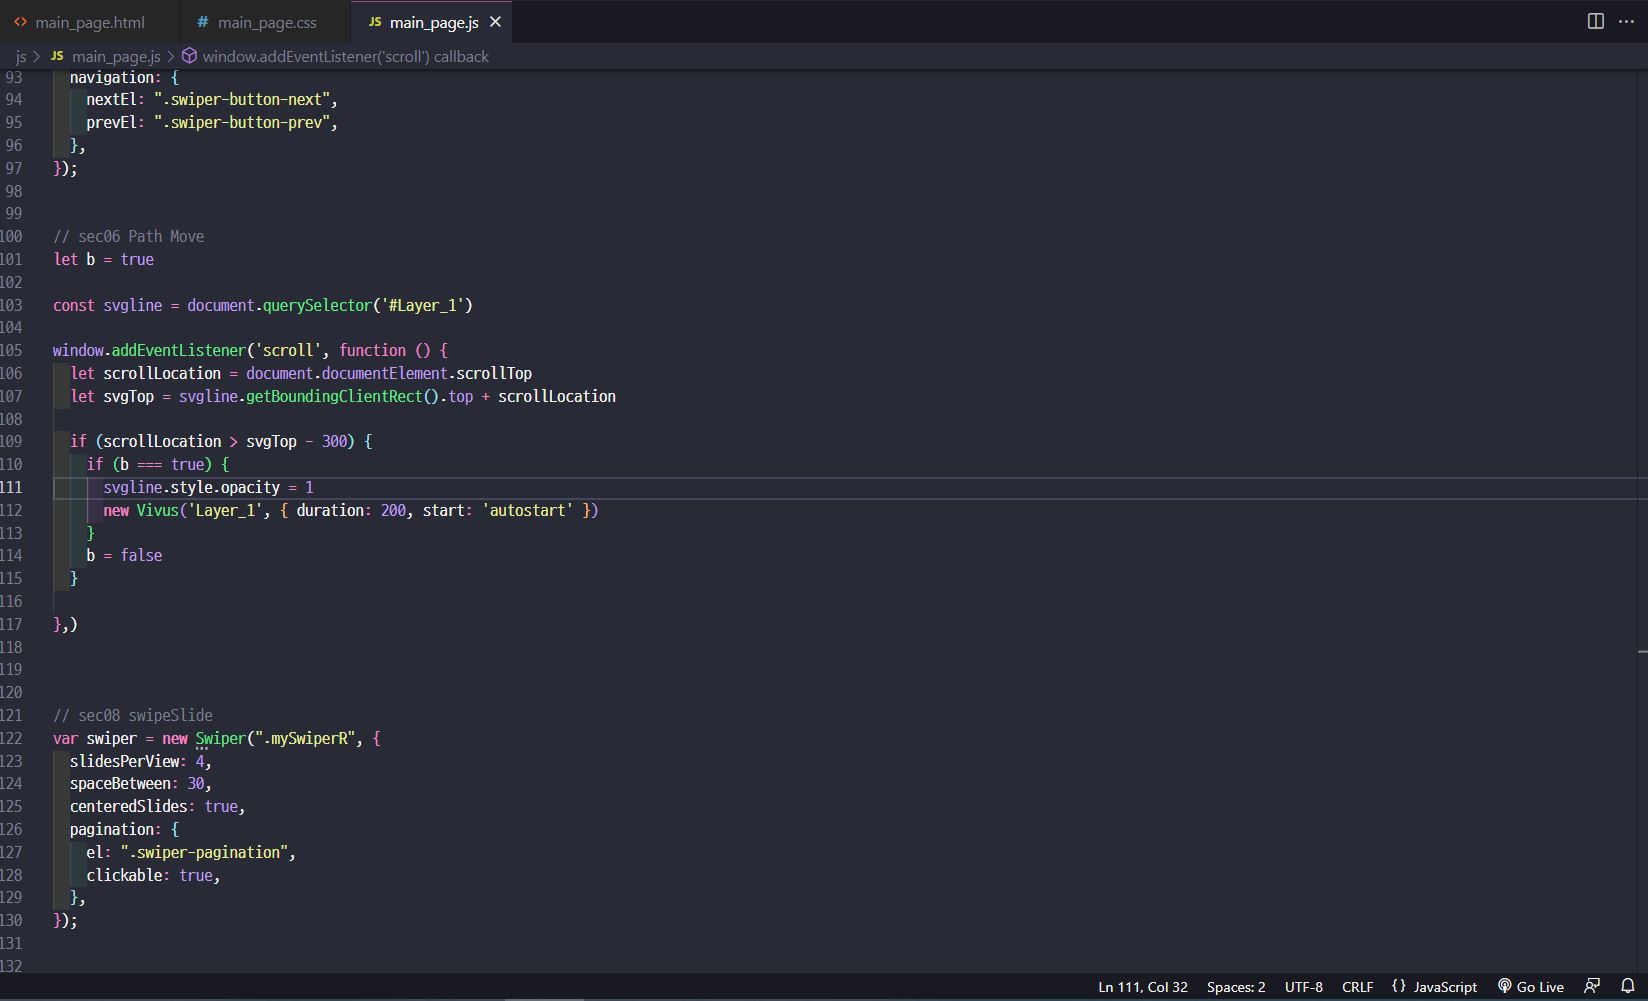 <> main_page.html # main_page.css JS main_page.js ✕ ⋯
js > JS main_page.js > window.addEventListener('scroll') callback
93 navigation: {
94 nextEl: ".swiper-button-next",
95 prevEl: ".swiper-button-prev",
96 },
97 });
98
99
100 // sec06 Path Move
101 let b = true
102
103 const svgline = document.querySelector('#Layer_1')
104
105 window.addEventListener('scroll', function () {
106 let scrollLocation = document.documentElement.scrollTop
107 let svgTop = svgline.getBoundingClientRect().top + scrollLocation
108
109 if (scrollLocation > svgTop - 300) {
110 if (b === true) {
111 svgline.style.opacity = 1
112 new Vivus('Layer_1', { duration: 200, start: 'autostart' })
113 }
114 b = false
115 }
116
117 },)
118
119
120
121 // sec08 swipeSlide
122 var swiper = new Swiper(".mySwiperR", {
123 slidesPerView: 4,
124 spaceBetween: 30,
125 centeredSlides: true,
126 pagination: {
127 el: ".swiper-pagination",
128 clickable: true,
129 },
130 });
131
132
Ln 111, Col 32 Spaces: 2 UTF-8 CRLF {} JavaScript Go Live